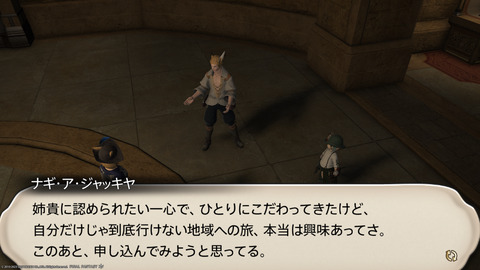 ナギ・ア・ジャッキヤ
姉貴に認められたい一心で、ひとりにこだわってきたけど、
自分だけじゃ到底行けない地域への旅、本当は興味あってさ。
このあと、申し込んでみようと思ってる。
FINAL FANTASY XIV